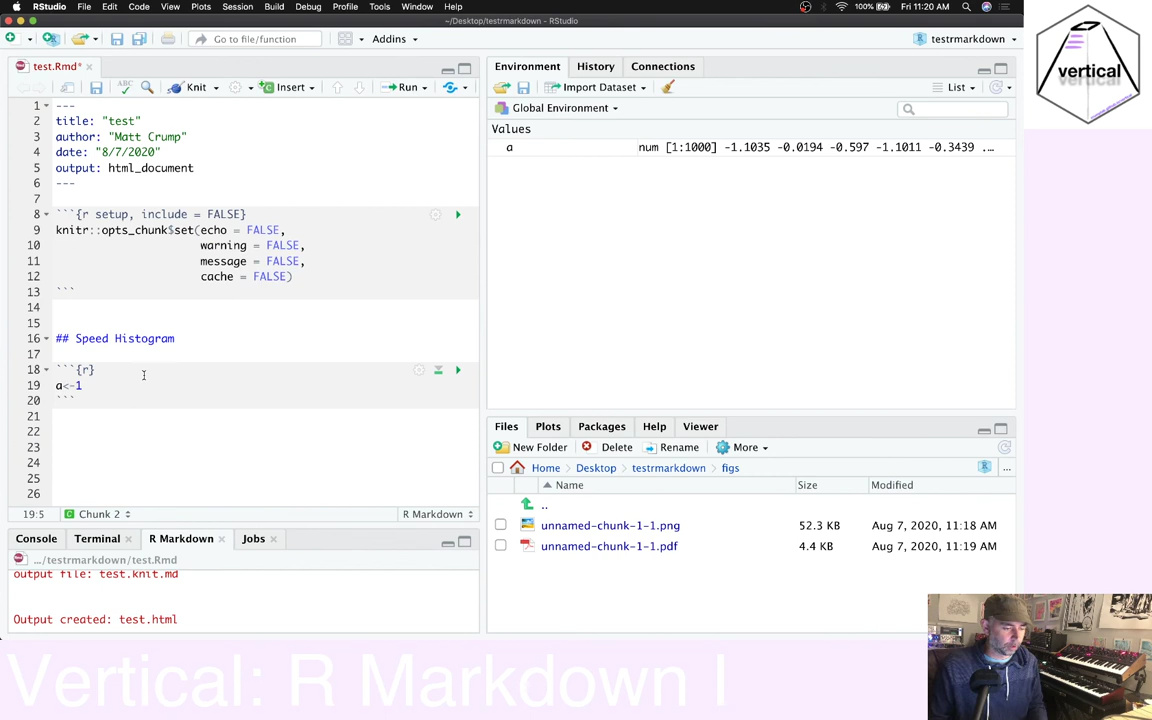 RStudio File Edit Code View Plots Session Build Debug Profile Tools Window Help 100% Fri 11:20 AM
~/Desktop/testrmarkdown - RStudio
Go to file/function Addins testrmarkdown
vertical
test.Rmd*
ABC Knit Insert Run
1 ---
2 title: "test"
3 author: "Matt Crump"
4 date: "8/7/2020"
5 output: html_document
6 ---
7
8 ```{r setup, include = FALSE}
9 knitr::opts_chunk$set(echo = FALSE,
10 warning = FALSE,
11 message = FALSE,
12 cache = FALSE)
13 ```
14
15
16 ## Speed Histogram
17
18 ```{r}
19 a<-1
20 ```
21
22
23
24
25
26
19:5 Chunk 2 R Markdown
Console Terminal R Markdown Jobs
.../testrmarkdown/test.Rmd
output file: test.knit.md
Output created: test.html
Environment History Connections
Import Dataset List
Global Environment
Values
a num [1:1000] -1.1035 -0.0194 -0.597 -1.1011 -0.3439 ...
Files Plots Packages Help Viewer
New Folder Delete Rename More
Home Desktop testrmarkdown figs
Name Size Modified
..
unnamed-chunk-1-1.png 52.3 KB Aug 7, 2020, 11:18 AM
unnamed-chunk-1-1.pdf 4.4 KB Aug 7, 2020, 11:19 AM
Vertical: R Markdown I